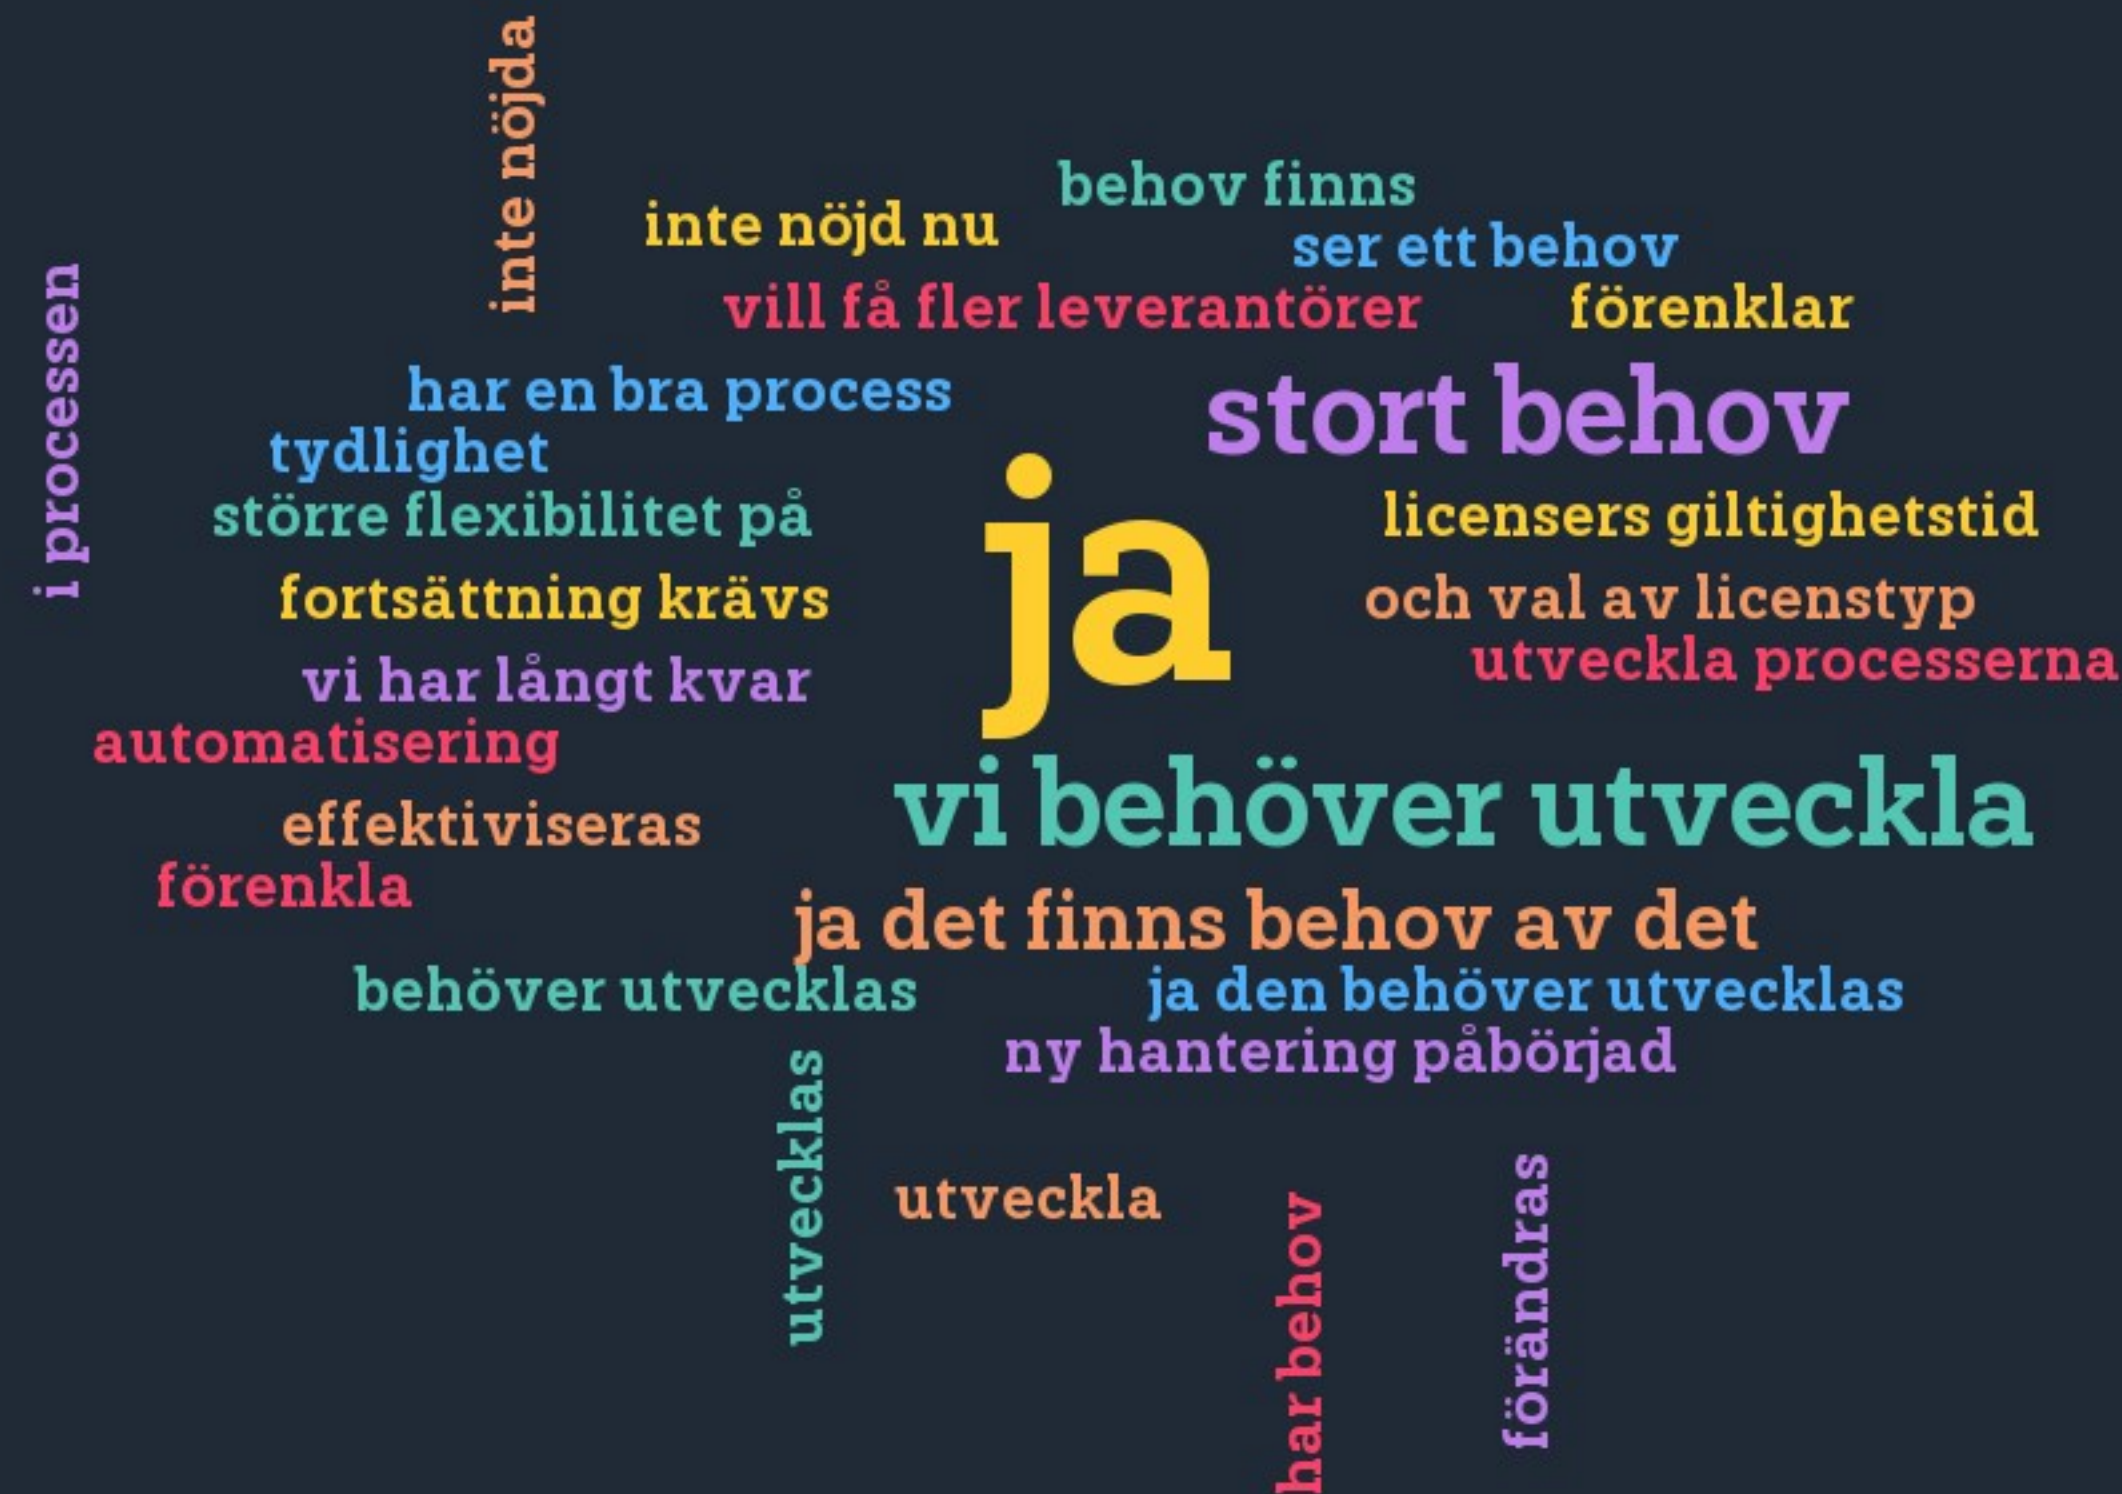 inte nöjda
behov finns
inte nöjd nu
ser ett behov
i processen
vill få fler leverantörer
förenklar
har en bra process
stort behov
tydlighet
ja
större flexibilitet på
licensers giltighetstid
fortsättning krävs
och val av licenstyp
utveckla processerna
vi har långt kvar
automatisering
vi behöver utveckla
effektiviseras
förenkla
ja det finns behov av det
behöver utvecklas
ja den behöver utvecklas
ny hantering påbörjad
utvecklas
utveckla
har behov
förändras